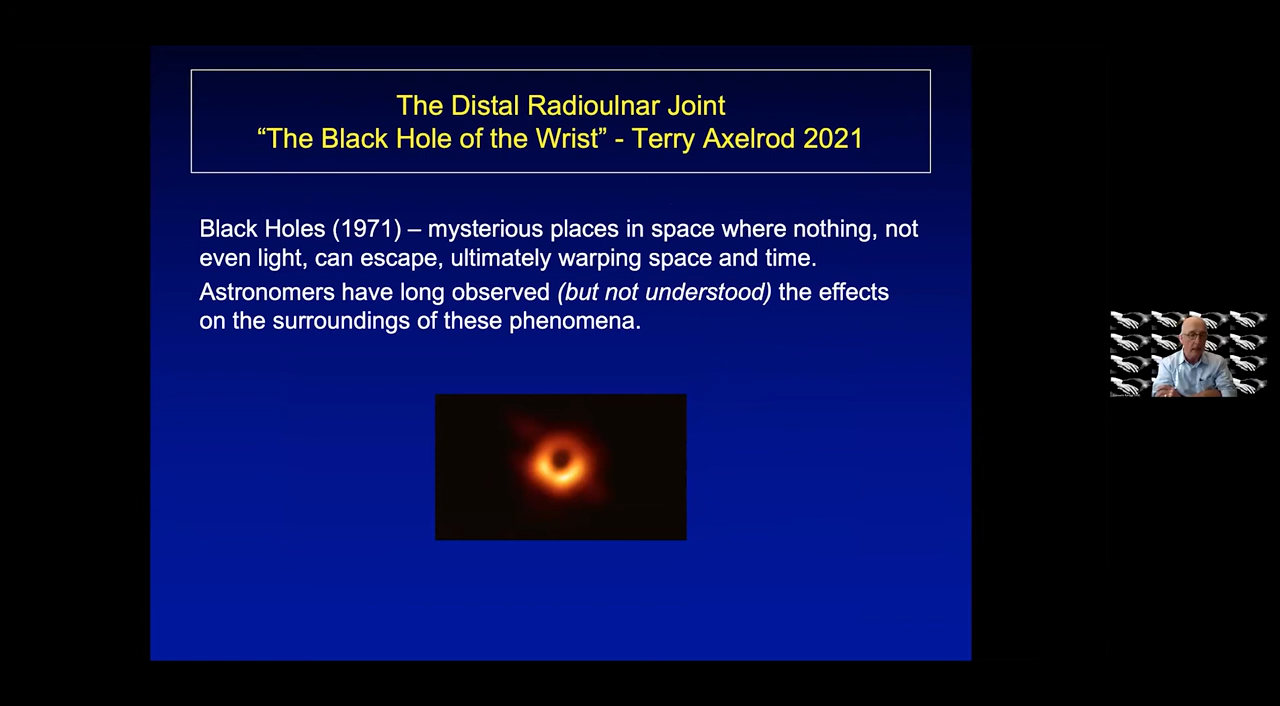 The Distal Radioulnar Joint
“The Black Hole of the Wrist” - Terry Axelrod 2021
Black Holes (1971) – mysterious places in space where nothing, not
even light, can escape, ultimately warping space and time.
Astronomers have long observed (but not understood) the effects
on the surroundings of these phenomena.